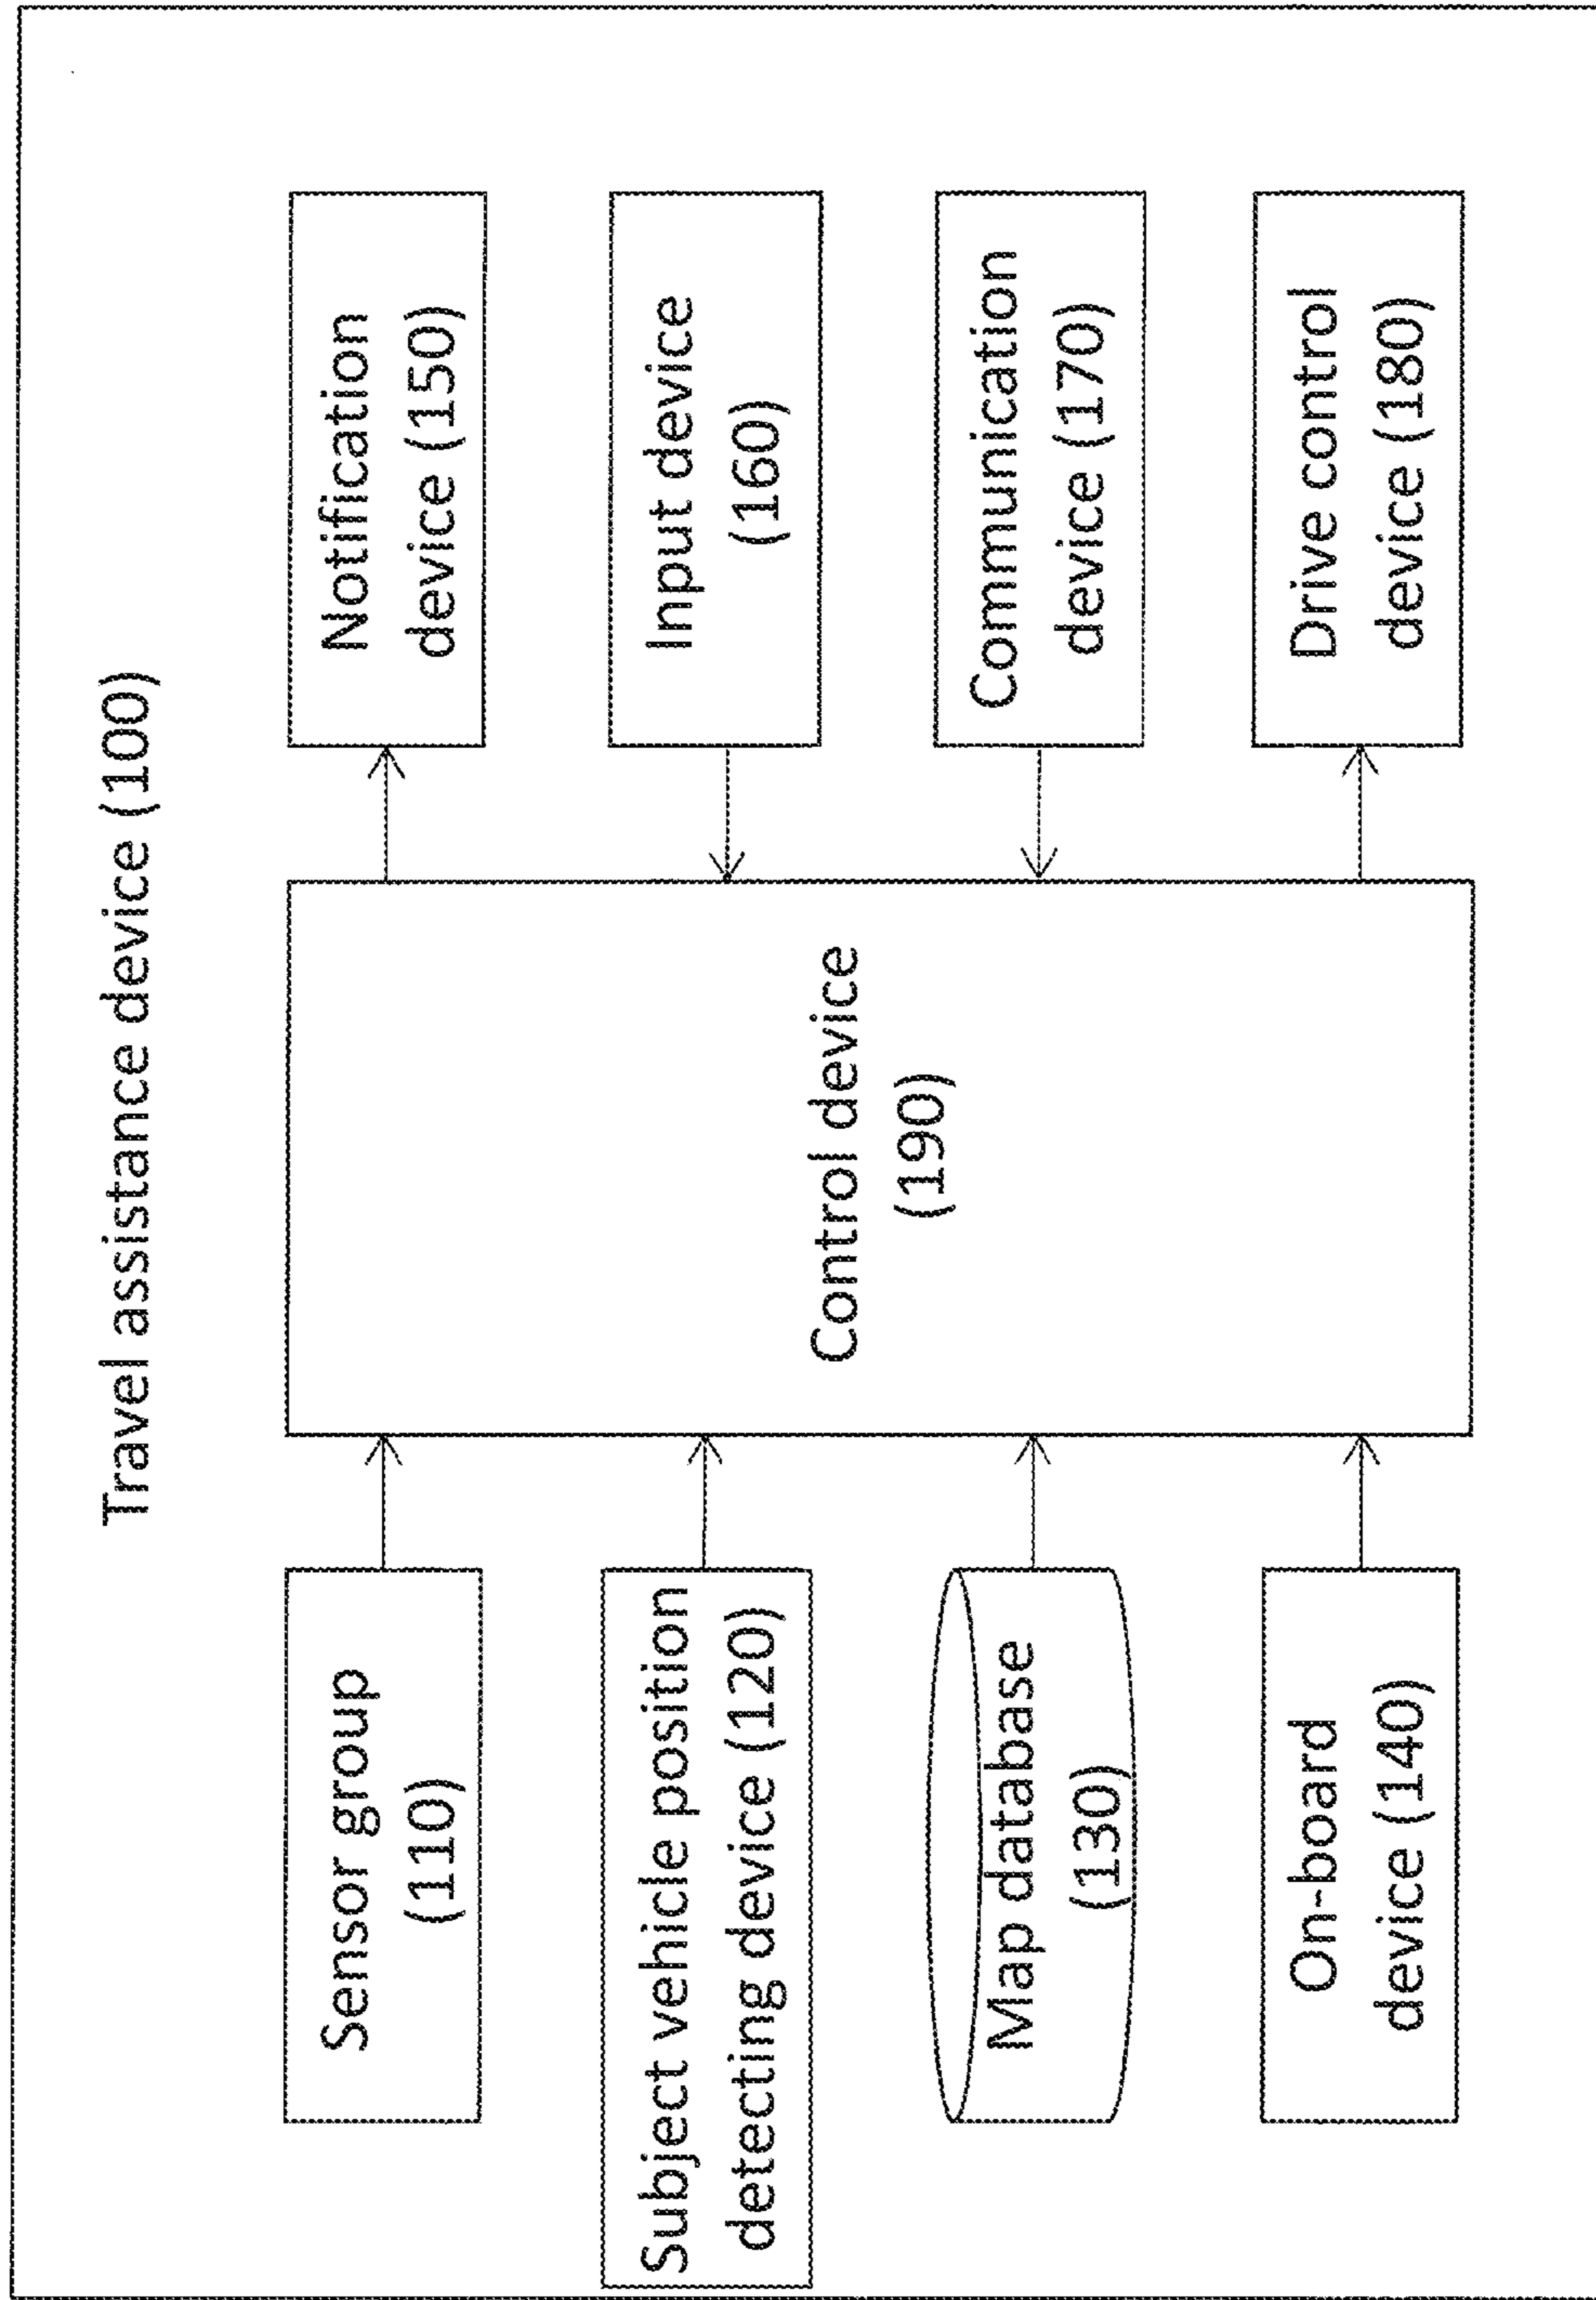 Travel assistance device (100)
Sensor group
(110)
Subject vehicle position
detecting device (120)
Map database
(130)
On-board
device (140)
Control device
(190)
Notification
device (150)
Input device
(160)
Communication
device (170)
Drive control
device (180)